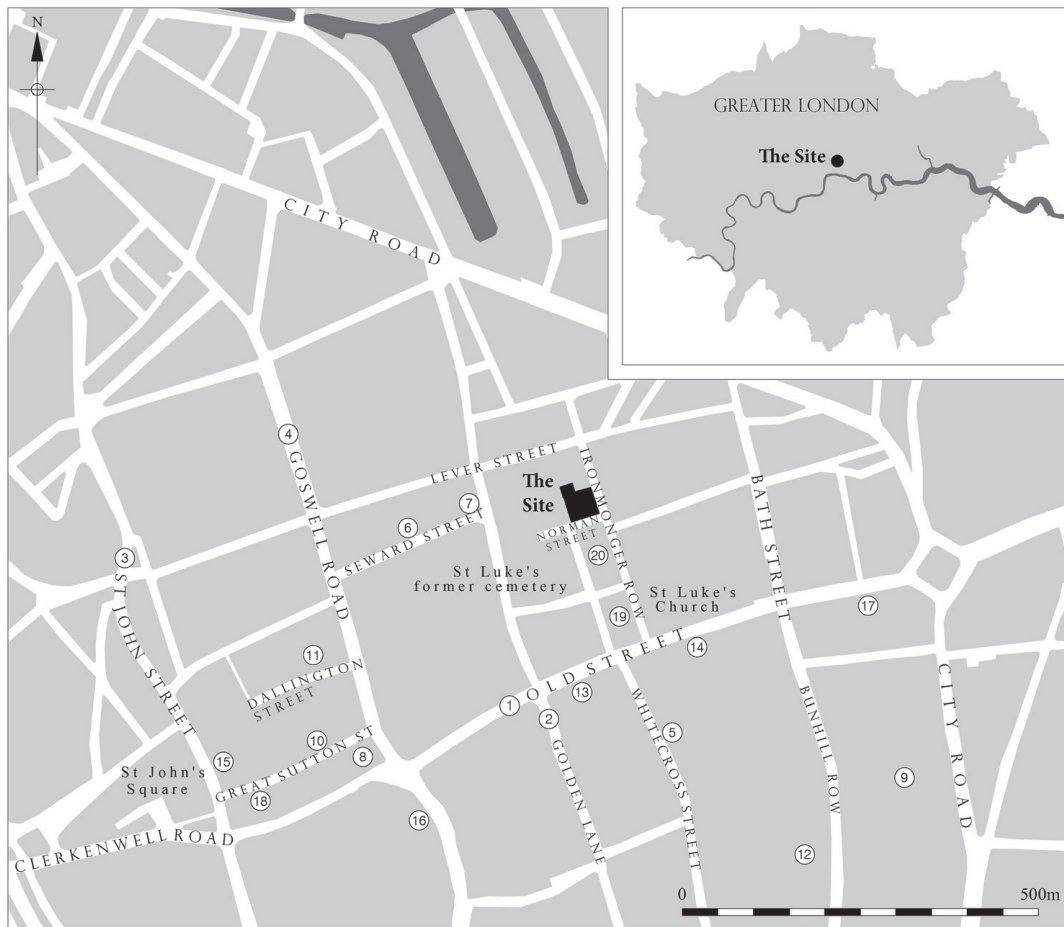 N
GREATER LONDON
The Site
CITY ROAD
4
GOSWELL ROAD
LEVER STREET
The
Site
IRONMONGER ROW
BATH STREET
7
6
SEWARD STREET
NORMAN
STREET
20
3
ST JOHN STREET
St Luke's
former cemetery
St Luke's
Church
19
17
11
DALLINGTON
STREET
14
OLD STREET
13
1
2
WHITECROSS STREET
5
BUNHILL ROW
CITY ROAD
10
8
15
GREAT SUTTON ST
18
St John's
Square
GOLDEN LANE
9
16
CLERKENWELL ROAD
12
0
500m